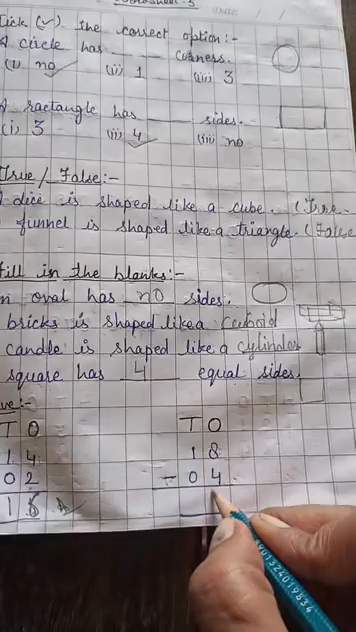 Tick (✓) the correct option:-
A circle has ___ corners.
(i) no ✓ (ii) 1 (iii) 3
A ractangle has ___ sides.
(i) 3 (ii) 4 ✓ (iii) no
True / False:-
dice is shaped like a cube. (True
funnel is shaped like a triangle. (False
Fill in the blanks:-
an oval has no sides.
bricks is shaped like a cuboid
candle is shaped like a cylinder
square has 4 equal sides.
T O T O
1 4 1 8
0 2 - 0 4
1 6
8901324019834